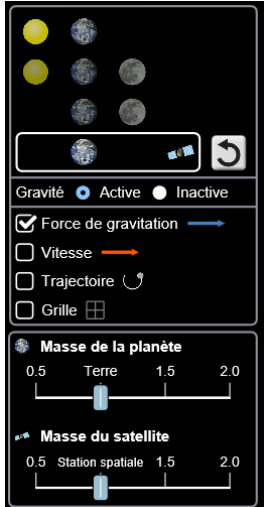 Gravité Active Inactive
Force de gravitation
Vitesse
Trajectoire
Grille
Masse de la planète
0.5 Terre 1.5 2.0
Masse du satellite
0.5 Station spatiale 1.5 2.0